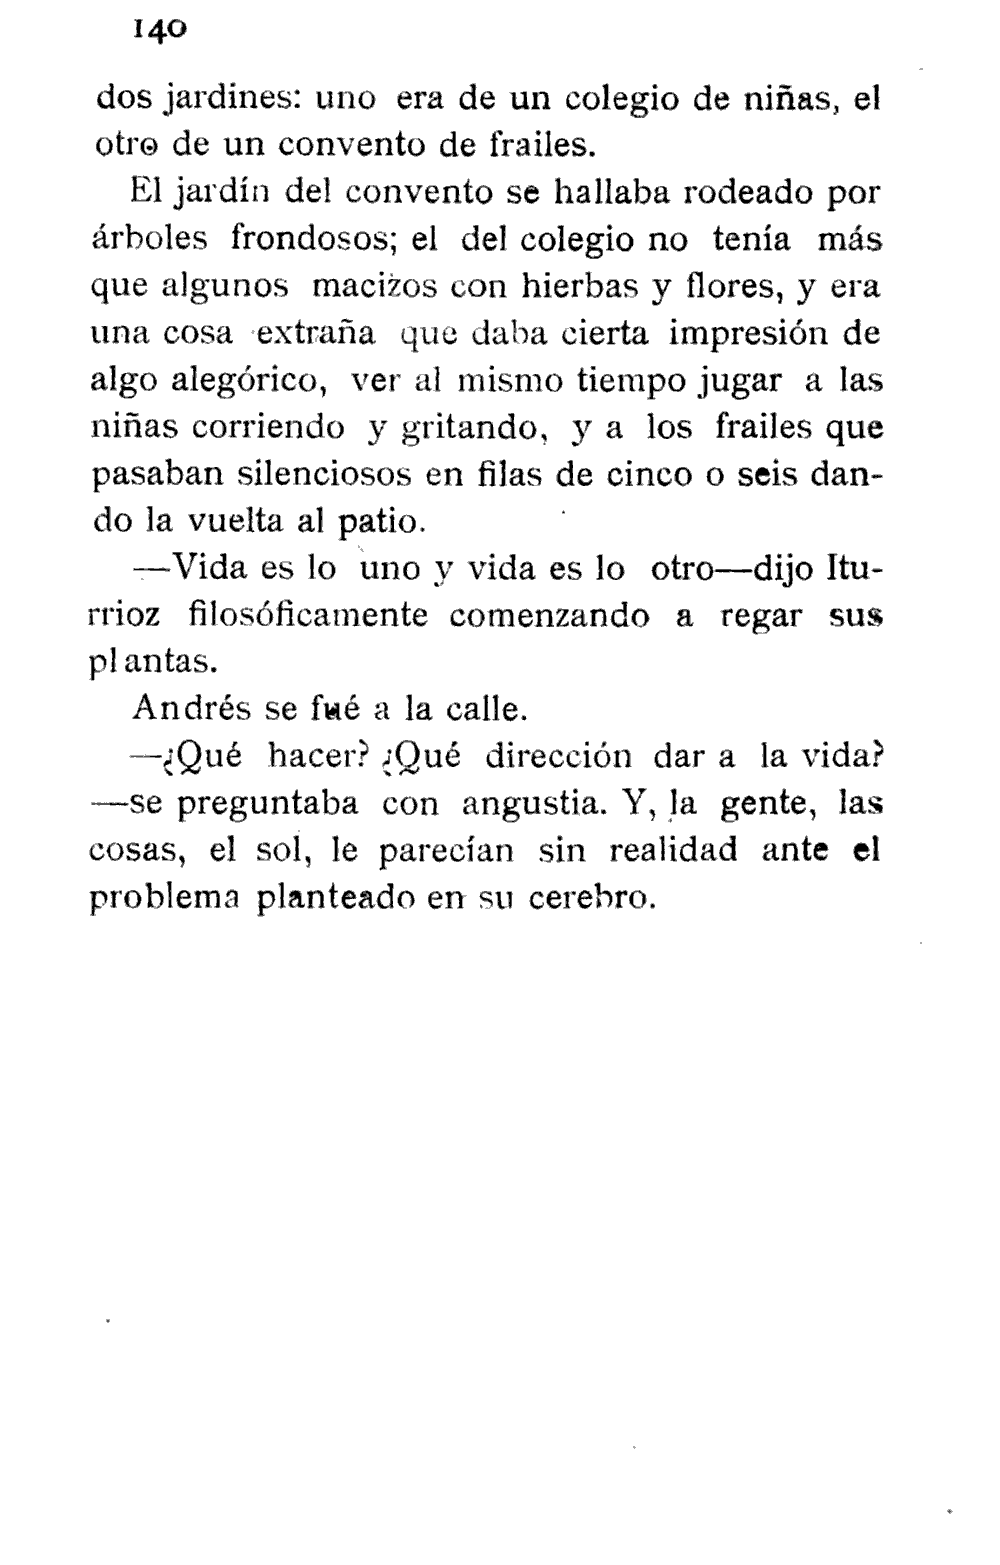 140
dos jardines: uno era de un colegio de niñas, el
otro de un convento de frailes.
El jardín del convento se hallaba rodeado por
árboles frondosos; el del colegio no tenía más
que algunos macizos con hierbas y flores, y era
una cosa extraña que daba cierta impresión de
algo alegórico, ver al mismo tiempo jugar a las
niñas corriendo y gritando, y a los frailes que
pasaban silenciosos en filas de cinco o seis dan-
do la vuelta al patio.
—Vida es lo uno y vida es lo otro—dijo Itu-
rrioz filosóficamente comenzando a regar sus
plantas.
Andrés se fué a la calle.
—¿Qué hacer? ¿Qué dirección dar a la vida?
—se preguntaba con angustia. Y, la gente, las
cosas, el sol, le parecían sin realidad ante el
problema planteado en su cerebro.